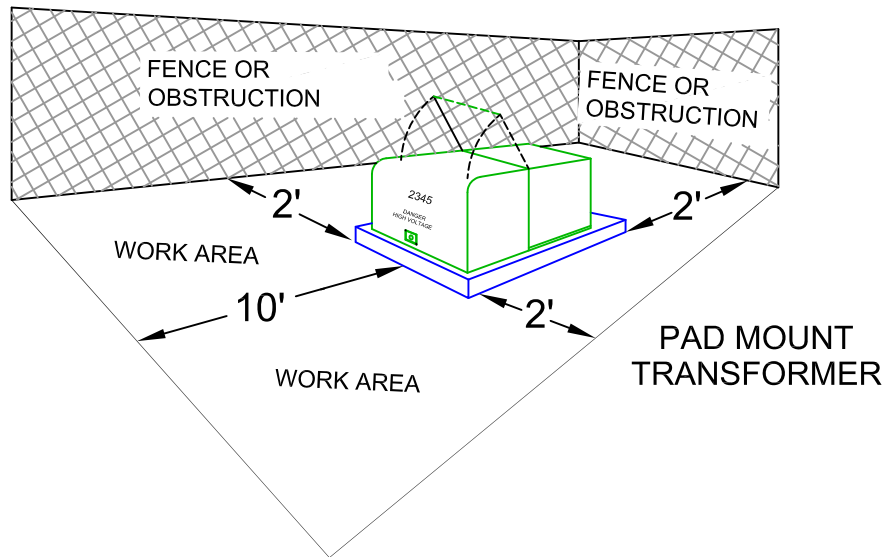 FENCE OR
OBSTRUCTION
FENCE OR
OBSTRUCTION
2345
DANGER
HIGH VOLTAGE
2'
2'
WORK AREA
10'
2'
PAD MOUNT
TRANSFORMER
WORK AREA